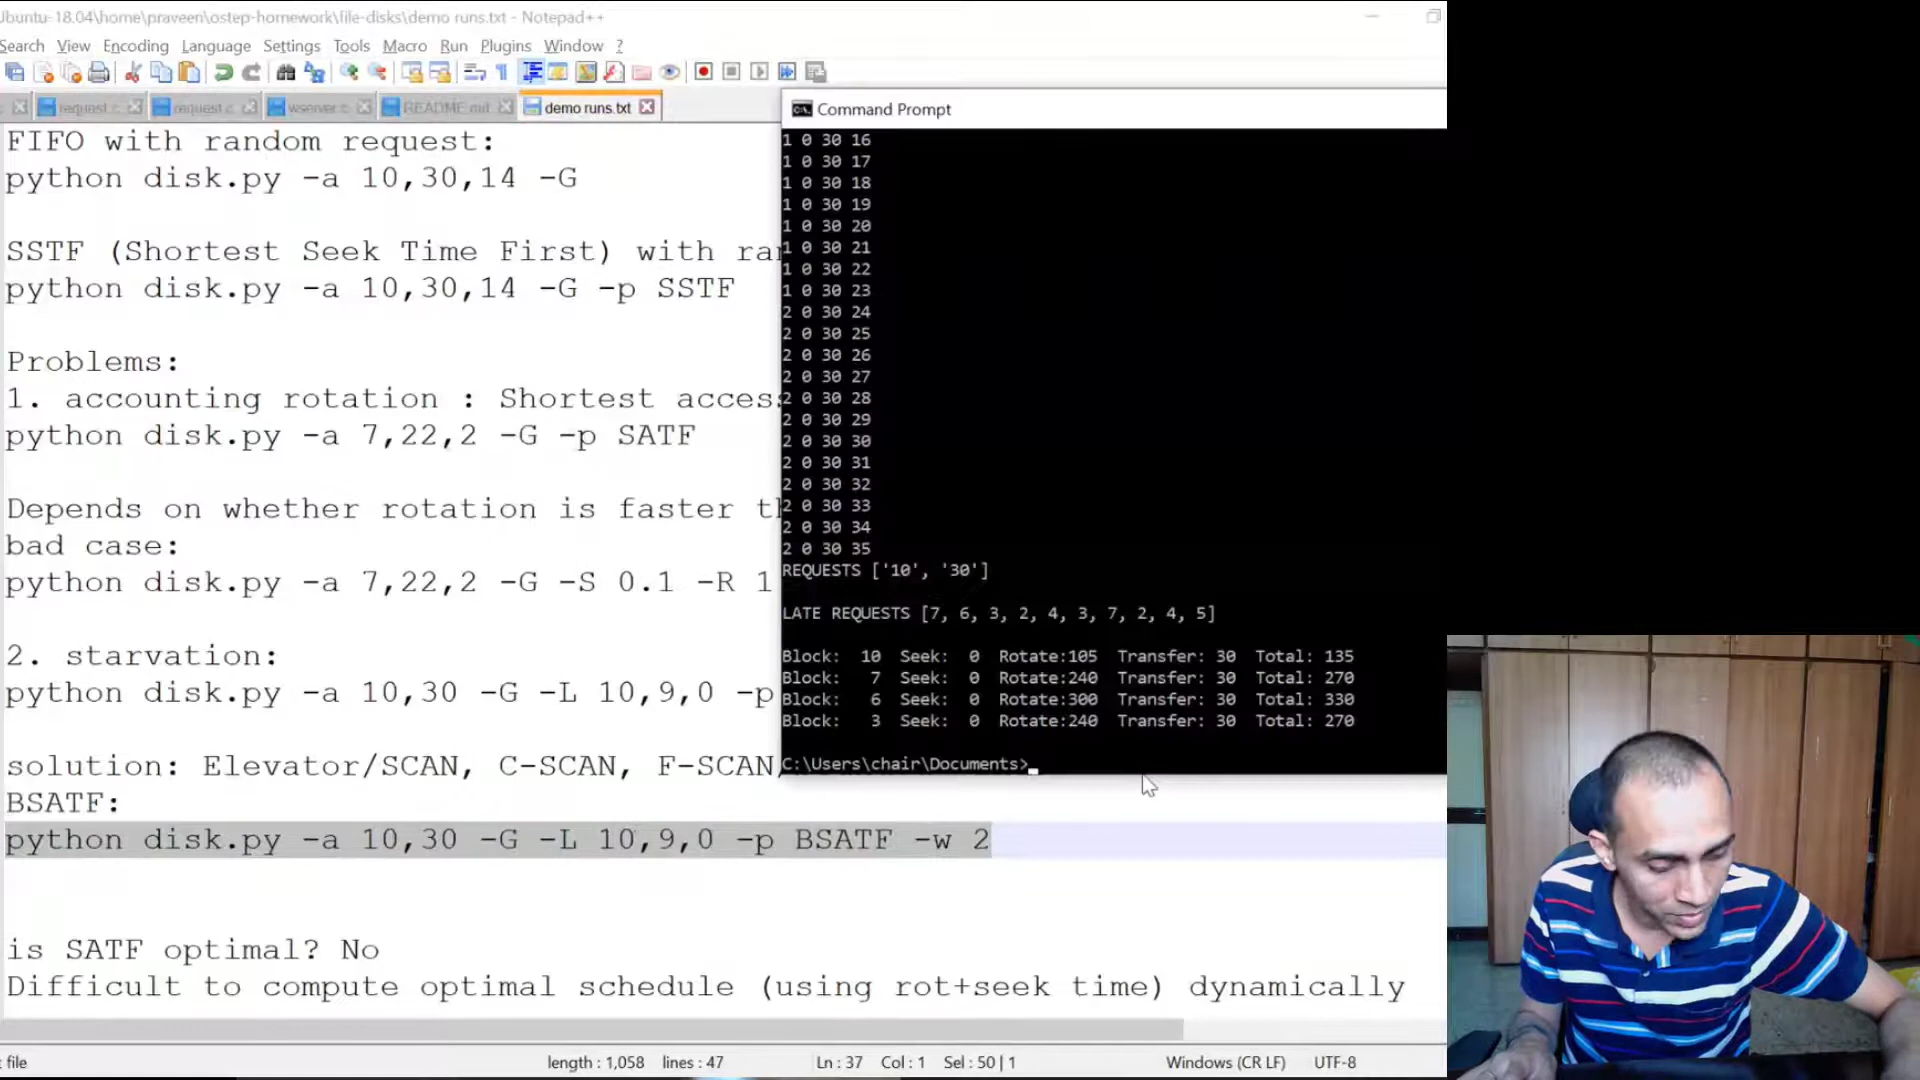 Ubuntu-18.04\home\praveen\ostep-homework\file-disks\demo runs.txt - Notepad++
Search View Encoding Language Settings Tools Macro Run Plugins Window ?
request.c request.c wserver.c README.md demo runs.txt
FIFO with random request:
python disk.py -a 10,30,14 -G
SSTF (Shortest Seek Time First) with ra
python disk.py -a 10,30,14 -G -p SSTF
Problems:
1. accounting rotation : Shortest access
python disk.py -a 7,22,2 -G -p SATF
Depends on whether rotation is faster t
bad case:
python disk.py -a 7,22,2 -G -S 0.1 -R 1
2. starvation:
python disk.py -a 10,30 -G -L 10,9,0 -p
solution: Elevator/SCAN, C-SCAN, F-SCAN,
BSATF:
python disk.py -a 10,30 -G -L 10,9,0 -p BSATF -w 2
is SATF optimal? No
Difficult to compute optimal schedule (using rot+seek time) dynamically
Command Prompt
1 0 30 16
1 0 30 17
1 0 30 18
1 0 30 19
1 0 30 20
1 0 30 21
1 0 30 22
1 0 30 23
2 0 30 24
2 0 30 25
2 0 30 26
2 0 30 27
2 0 30 28
2 0 30 29
2 0 30 30
2 0 30 31
2 0 30 32
2 0 30 33
2 0 30 34
2 0 30 35
REQUESTS ['10', '30']
LATE REQUESTS [7, 6, 3, 2, 4, 3, 7, 2, 4, 5]
Block: 10 Seek: 0 Rotate:105 Transfer: 30 Total: 135
Block: 7 Seek: 0 Rotate:240 Transfer: 30 Total: 270
Block: 6 Seek: 0 Rotate:300 Transfer: 30 Total: 330
Block: 3 Seek: 0 Rotate:240 Transfer: 30 Total: 270
C:\Users\chair\Documents>
file length : 1,058 lines : 47 Ln : 37 Col : 1 Sel : 50 | 1 Windows (CR LF) UTF-8